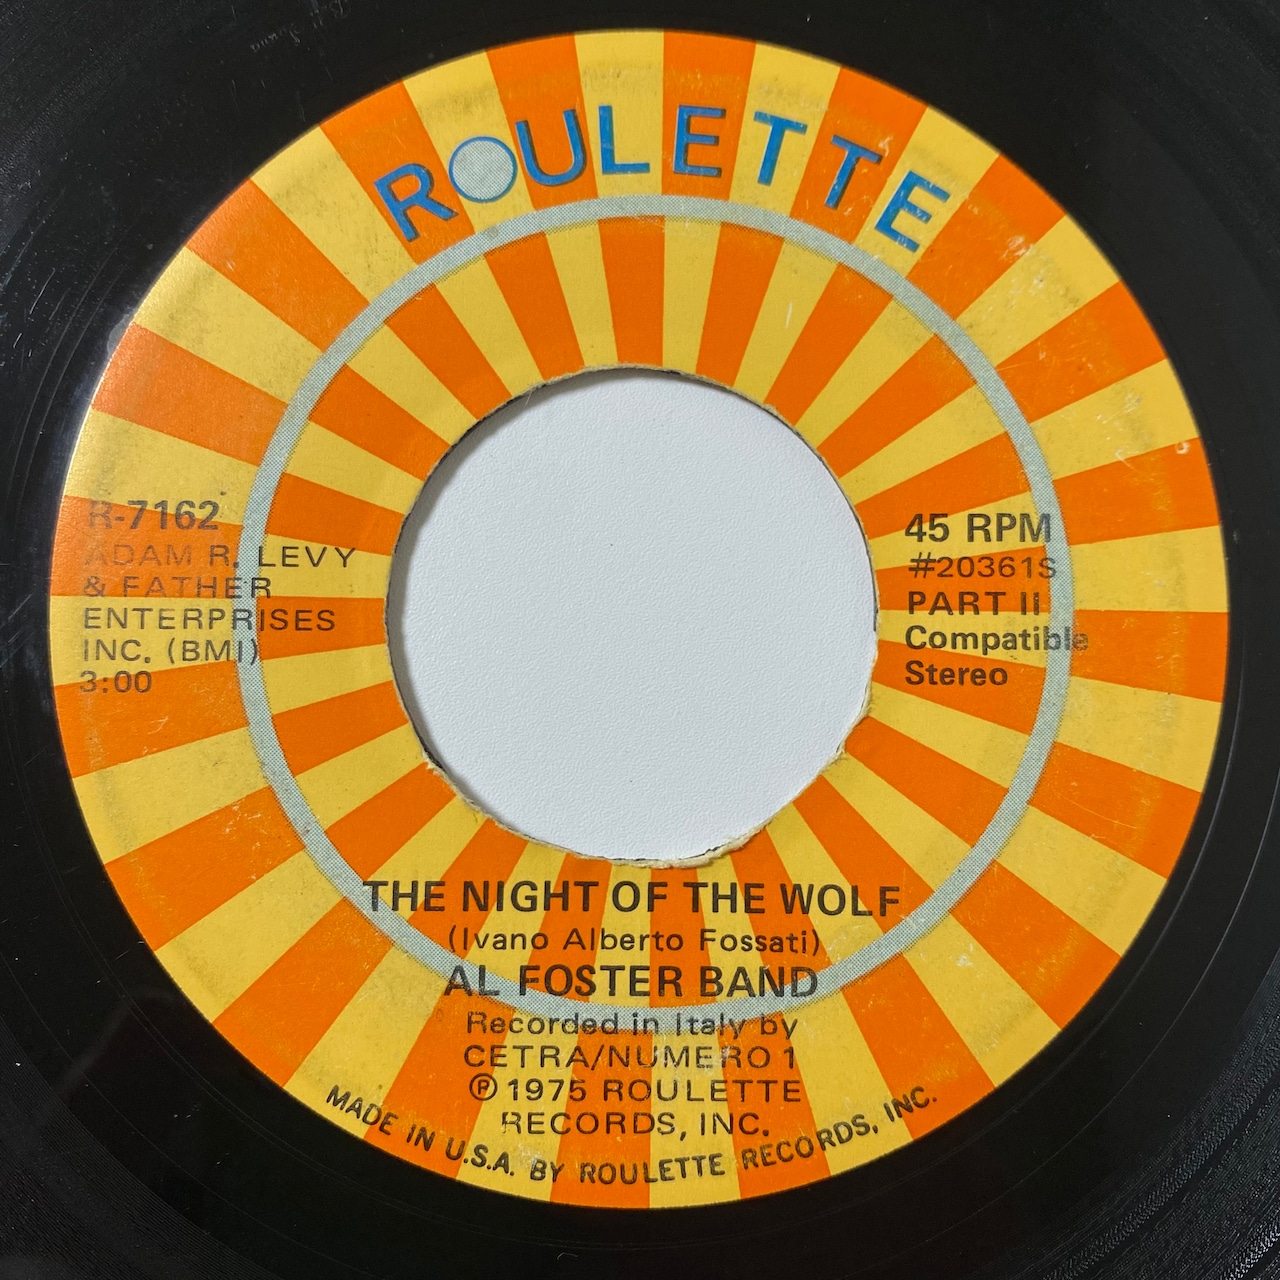 ROULETTE
R-7162
ADAM R. LEVY
& FATHER
ENTERPRISES
INC. (BMI)
3:00
45 RPM
#20361S
PART II
Compatible
Stereo
THE NIGHT OF THE WOLF
(Ivano Alberto Fossati)
AL FOSTER BAND
Recorded in Italy by
CETRA/NUMERO 1
℗ 1975 ROULETTE
RECORDS, INC.
MADE IN U.S.A. BY ROULETTE RECORDS, INC.